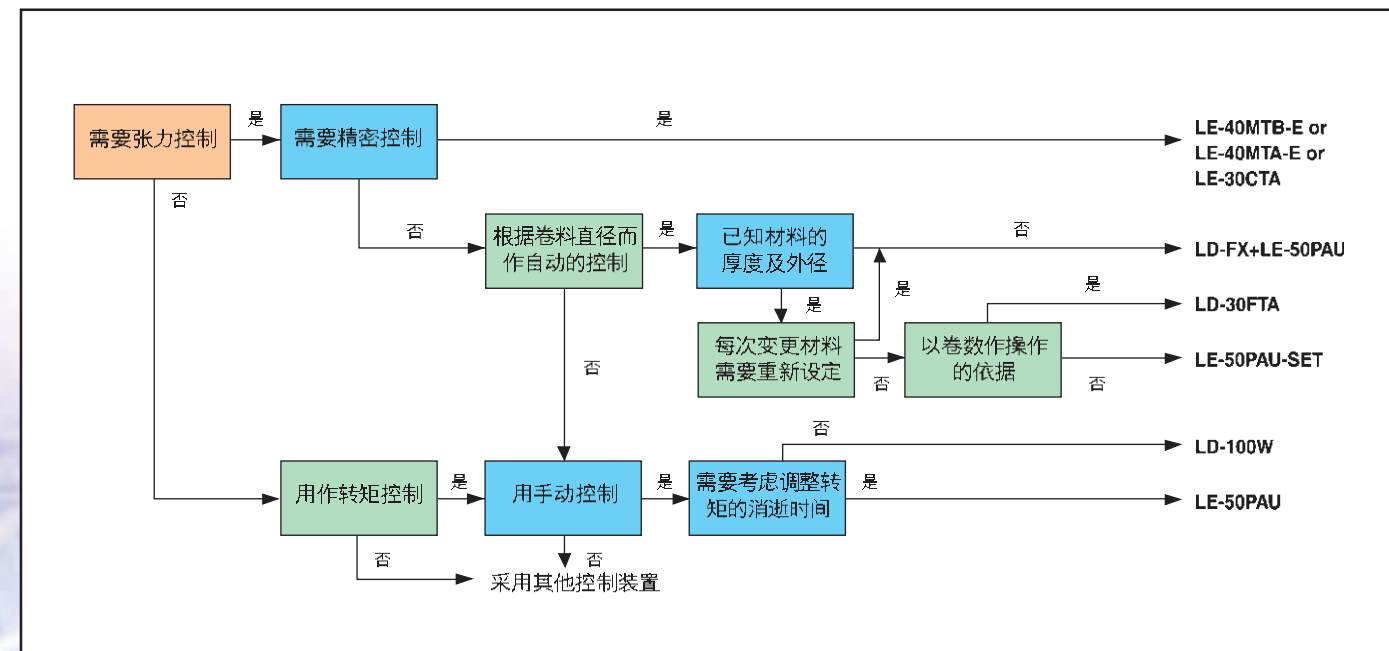 是
是
需要张力控制
需要精密控制
LE-40MTB-E or
LE-40MTA-E or
LE-30CTA
否
否
根据卷料直径而
作自动的控制
是
已知材料的
厚度及外径
否
LD-FX+LE-50PAU
是
是
是
LD-30FTA
每次变更材料
需要重新设定
否
以卷数作操作
的依据
否
LE-50PAU-SET
否
否
LD-100W
用作转矩控制
是
用手动控制
是
需要考虑调整转
矩的消逝时间
是
LE-50PAU
否
否
采用其他控制装置